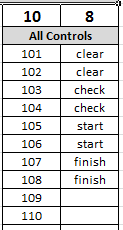 10 8
All Controls
101 clear
102 clear
103 check
104 check
105 start
106 start
107 finish
108 finish
109
110